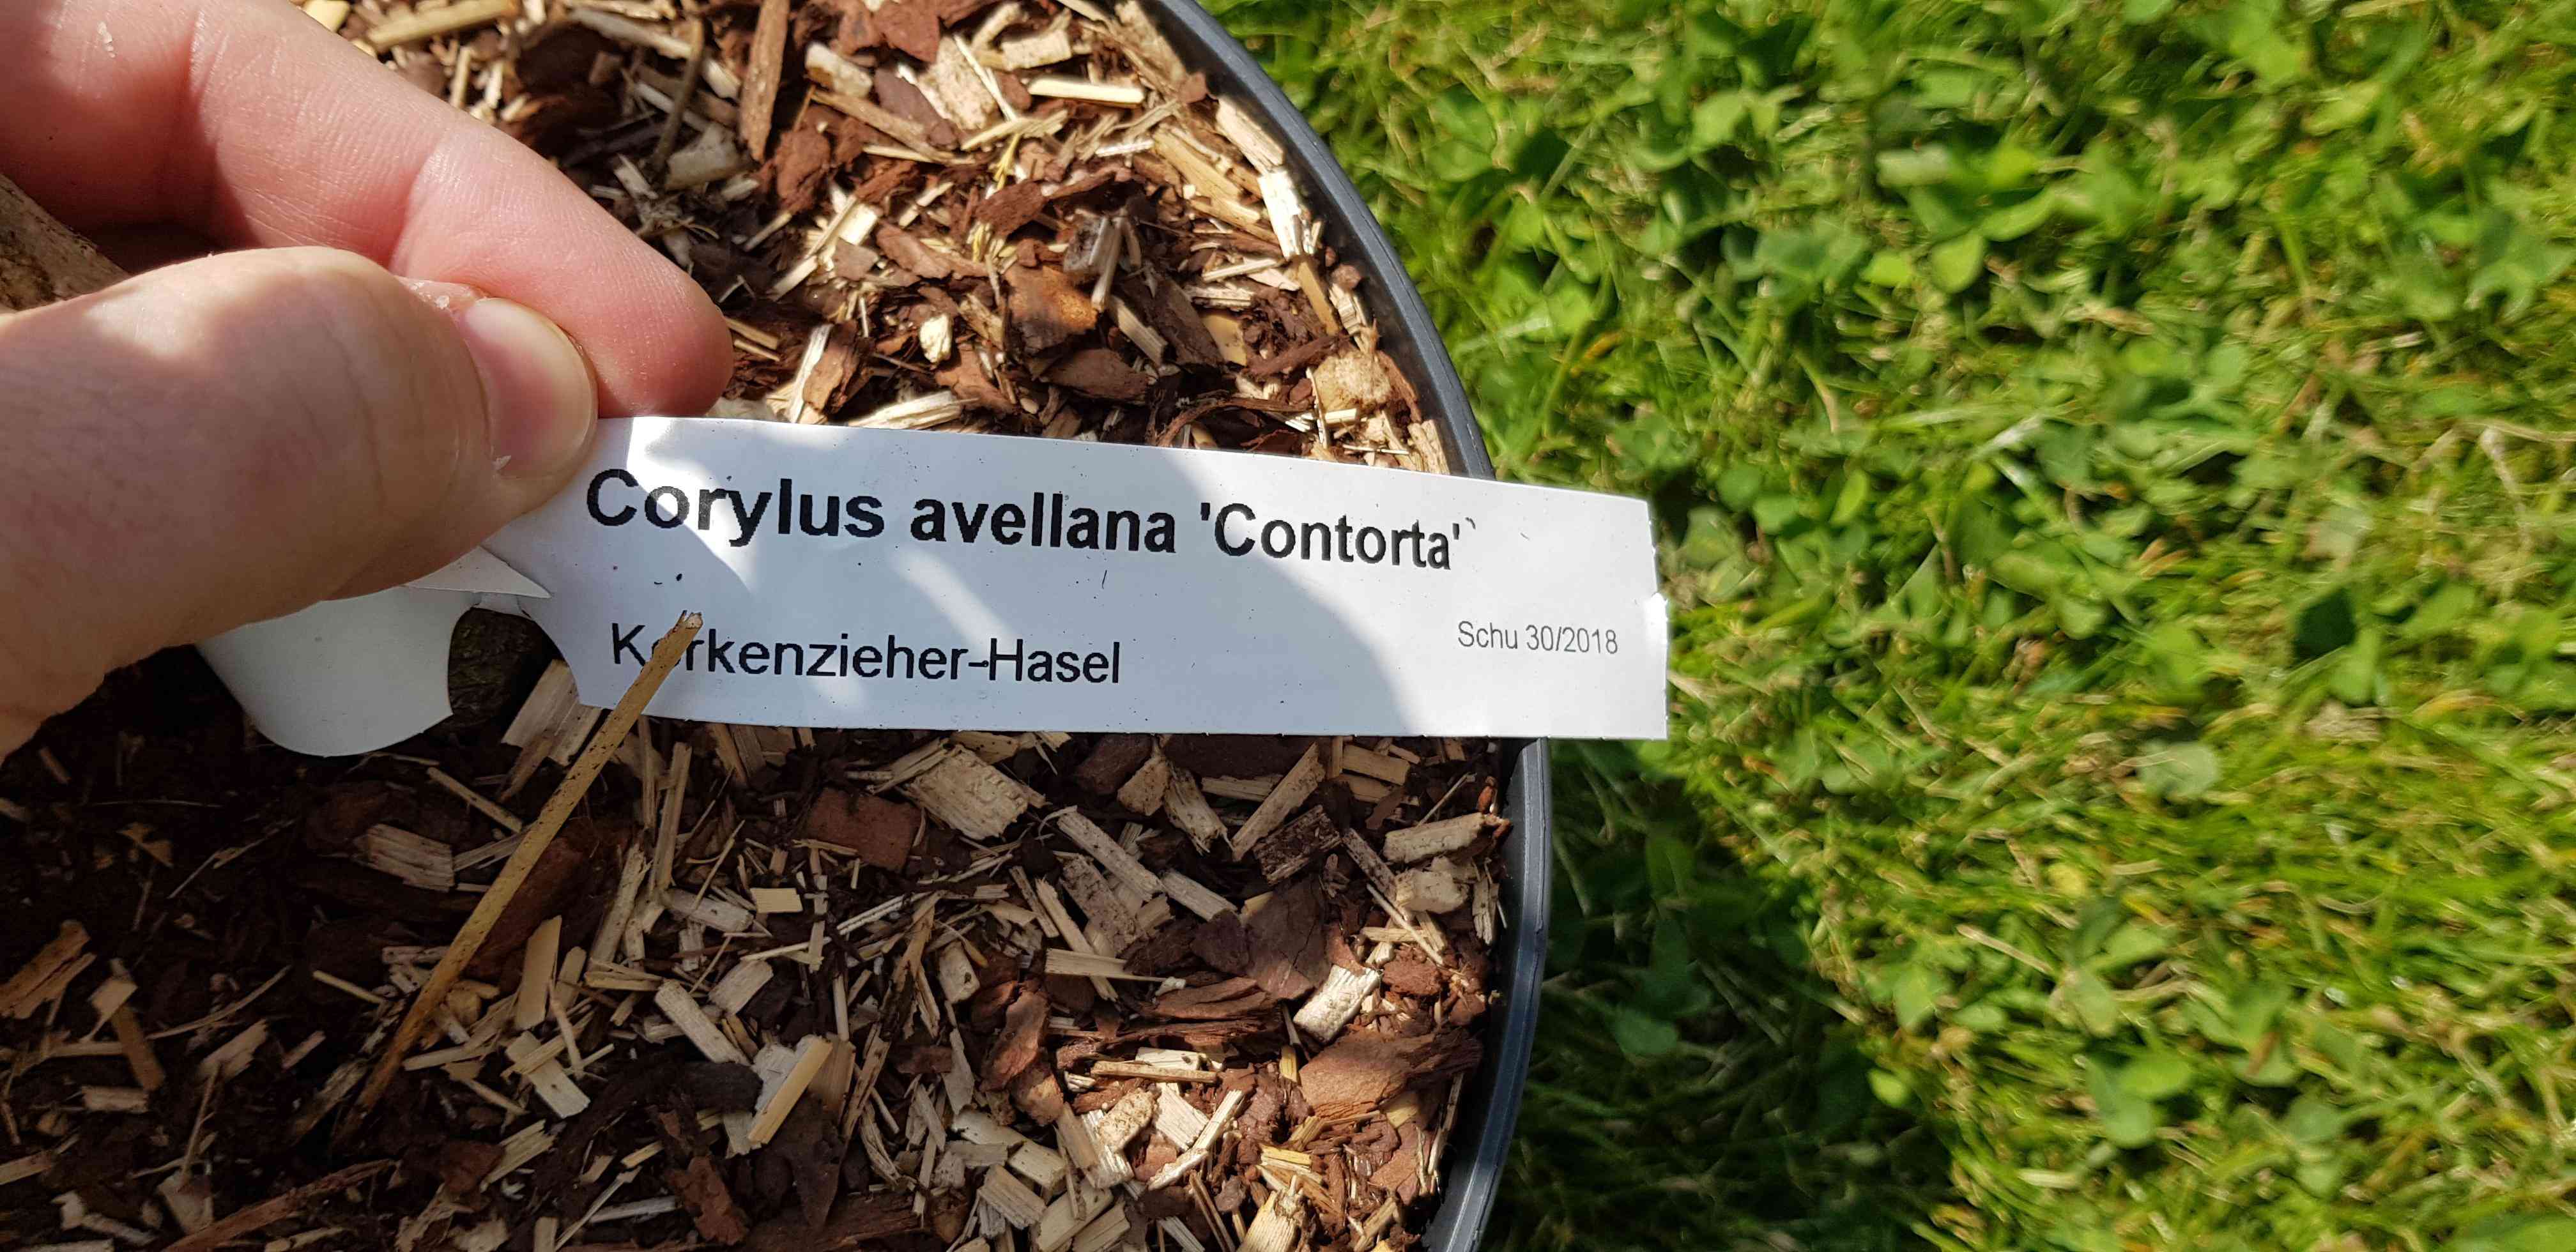 Corylus avellana 'Contorta'
Korkenzieher-Hasel
Schu 30/2018